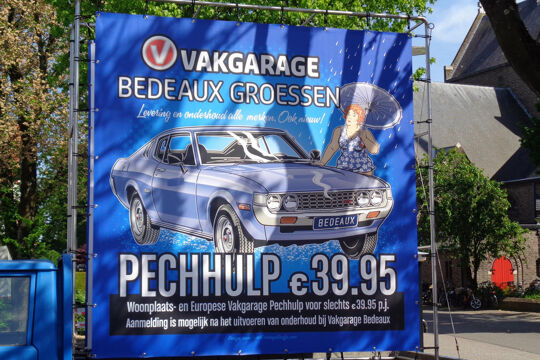 V VAKGARAGE
BEDEAUX GROESSEN
Levering en onderhoud alle merken. Ook nieuw!
BEDEAUX
PECHHULP €39.95
Woonplaats- en Europese Vakgarage Pechhulp voor slechts €39.95 p.j.
Aanmelding is mogelijk na het uitvoeren van onderhoud bij Vakgarage Bedeaux